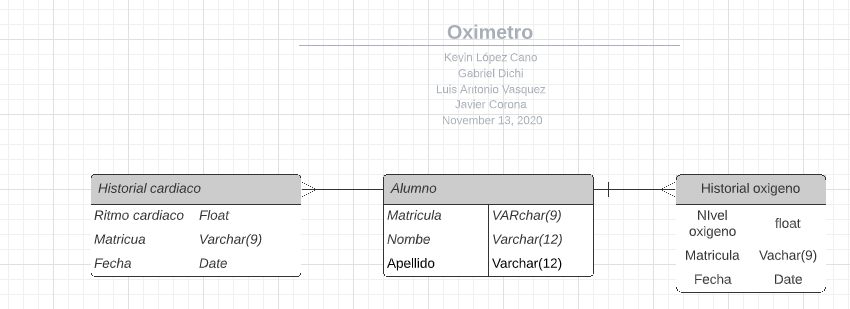 Oximetro
Kevin López Cano
Gabriel Dichi
Luis Antonio Vasquez
Javier Corona
November 13, 2020
Historial cardiaco
Ritmo cardiaco Float
Matricua Varchar(9)
Fecha Date
Alumno
Matricula VARchar(9)
Nombe Varchar(12)
Apellido Varchar(12)
Historial oxigeno
NIvel
oxigeno float
Matricula Vachar(9)
Fecha Date